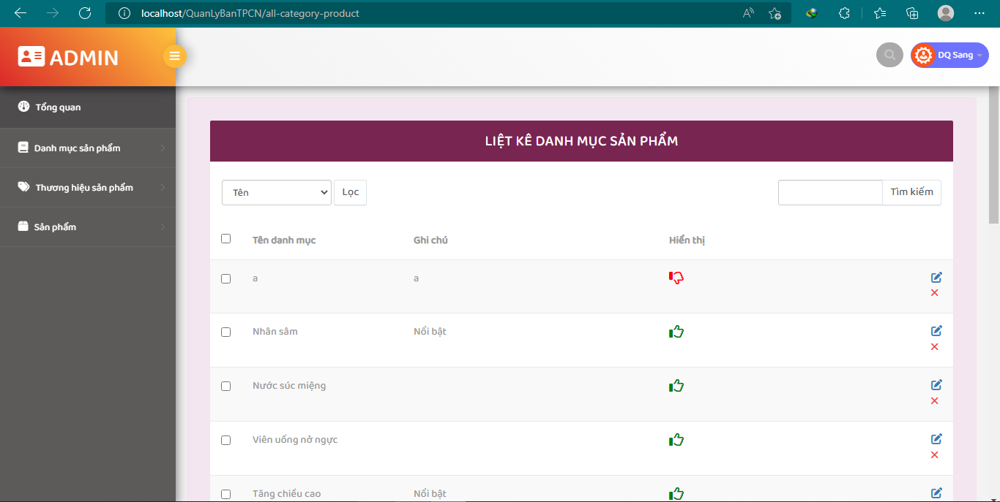 localhost/QuanLyBanTPCN/all-category-product
ADMIN
DQ Sang
Tổng quan
Danh mục sản phẩm
Thương hiệu sản phẩm
Sản phẩm
LIỆT KÊ DANH MỤC SẢN PHẨM
Tên Lọc Tìm kiếm
Tên danh mục Ghi chú Hiển thị
a a
Nhân sâm Nổi bật
Nước súc miệng
Viên uống nở ngực
Tăng chiều cao Nổi bật